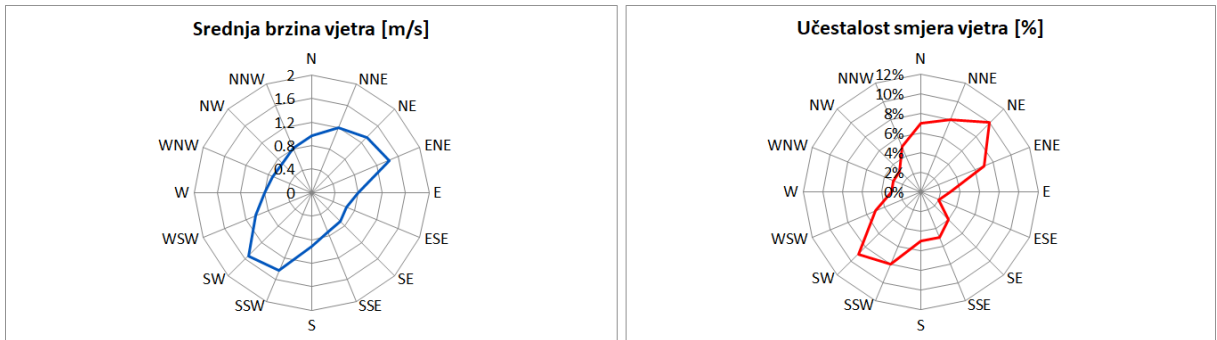 Srednja brzina vjetra [m/s]
N
NNW 2 NNE
NW 1.6 NE
1.2
WNW 0.8 ENE
0.4
W 0 E
WSW ESE
SW SE
SSW SSE
S
Učestalost smjera vjetra [%]
N
NNW 12% NNE
NW 10% NE
8%
WNW 6% ENE
4%
2%
W 0% E
WSW ESE
SW SE
SSW SSE
S